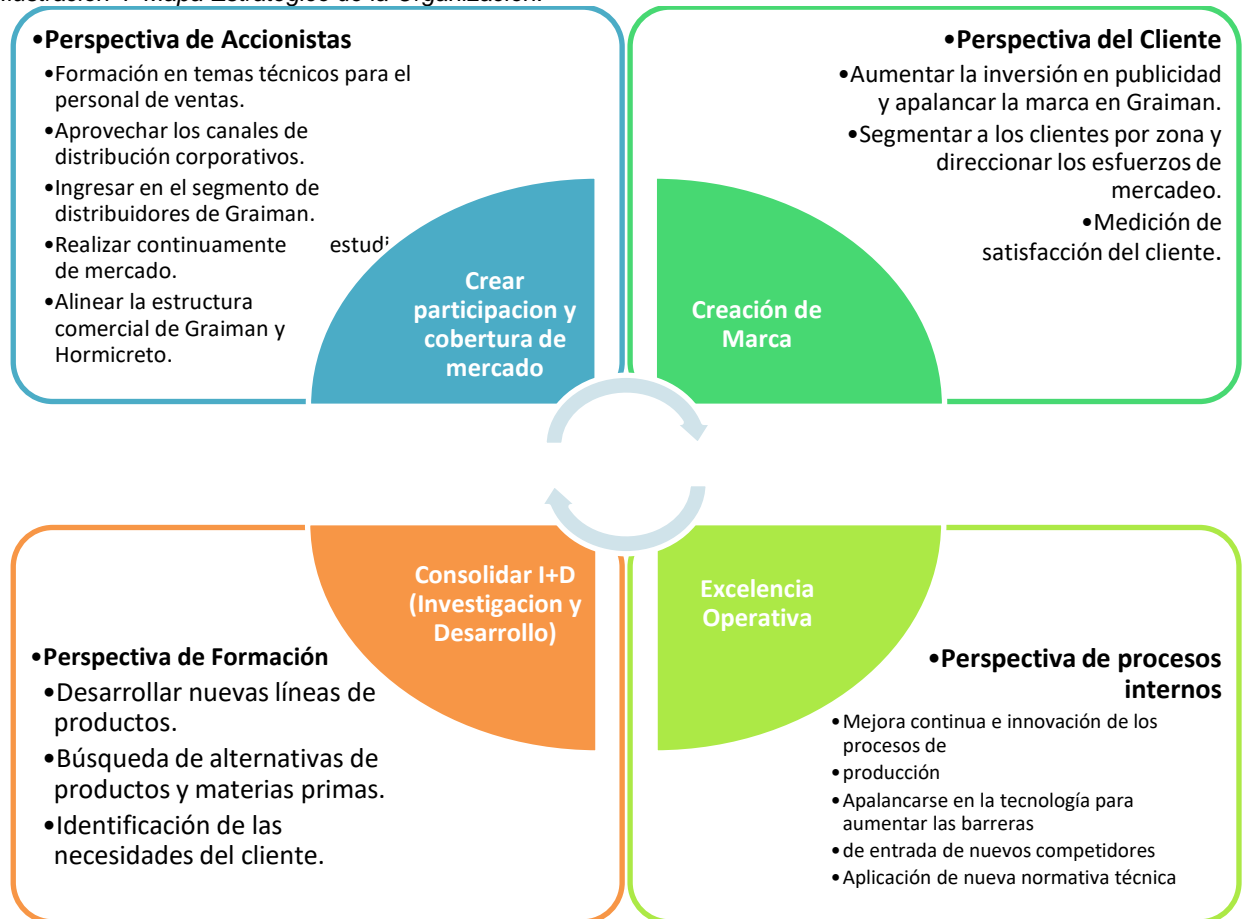 Mapa Estratégico de la Organización.
•Perspectiva de Accionistas
•Formación en temas técnicos para el
personal de ventas.
•Aprovechar los canales de
distribución corporativos.
•Ingresar en el segmento de
distribuidores de Graiman.
•Realizar continuamente estudi
de mercado.
•Alinear la estructura
comercial de Graiman y
Hormicreto.
Crear
participacion y
cobertura de
mercado
•Perspectiva del Cliente
•Aumentar la inversión en publicidad
y apalancar la marca en Graiman.
•Segmentar a los clientes por zona y
direccionar los esfuerzos de
mercadeo.
•Medición de
satisfacción del cliente.
Creación de
Marca
Consolidar I+D
(Investigacion y
Desarrollo)
•Perspectiva de Formación
•Desarrollar nuevas líneas de
productos.
•Búsqueda de alternativas de
productos y materias primas.
•Identificación de las
necesidades del cliente.
Excelencia
Operativa
•Perspectiva de procesos
internos
•Mejora continua e innovación de los
procesos de
•producción
•Apalancarse en la tecnología para
aumentar las barreras
•de entrada de nuevos competidores
•Aplicación de nueva normativa técnica